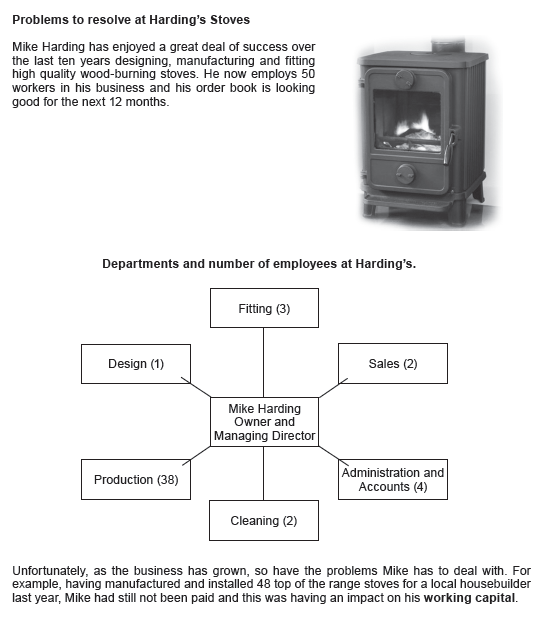 Problems to resolve at Harding's Stoves
Mike Harding has enjoyed a great deal of success over
the last ten years designing, manufacturing and fitting
high quality wood-burning stoves. He now employs 50
workers in his business and his order book is looking
good for the next 12 months.
Departments and number of employees at Harding's.
Fitting (3)
Design (1)
Sales (2)
Mike Harding
Owner and
Managing Director
Production (38)
Administration and
Accounts (4)
Cleaning (2)
Unfortunately, as the business has grown, so have the problems Mike has to deal with. For
example, having manufactured and installed 48 top of the range stoves for a local housebuilder
last year, Mike had still not been paid and this was having an impact on his working capital.